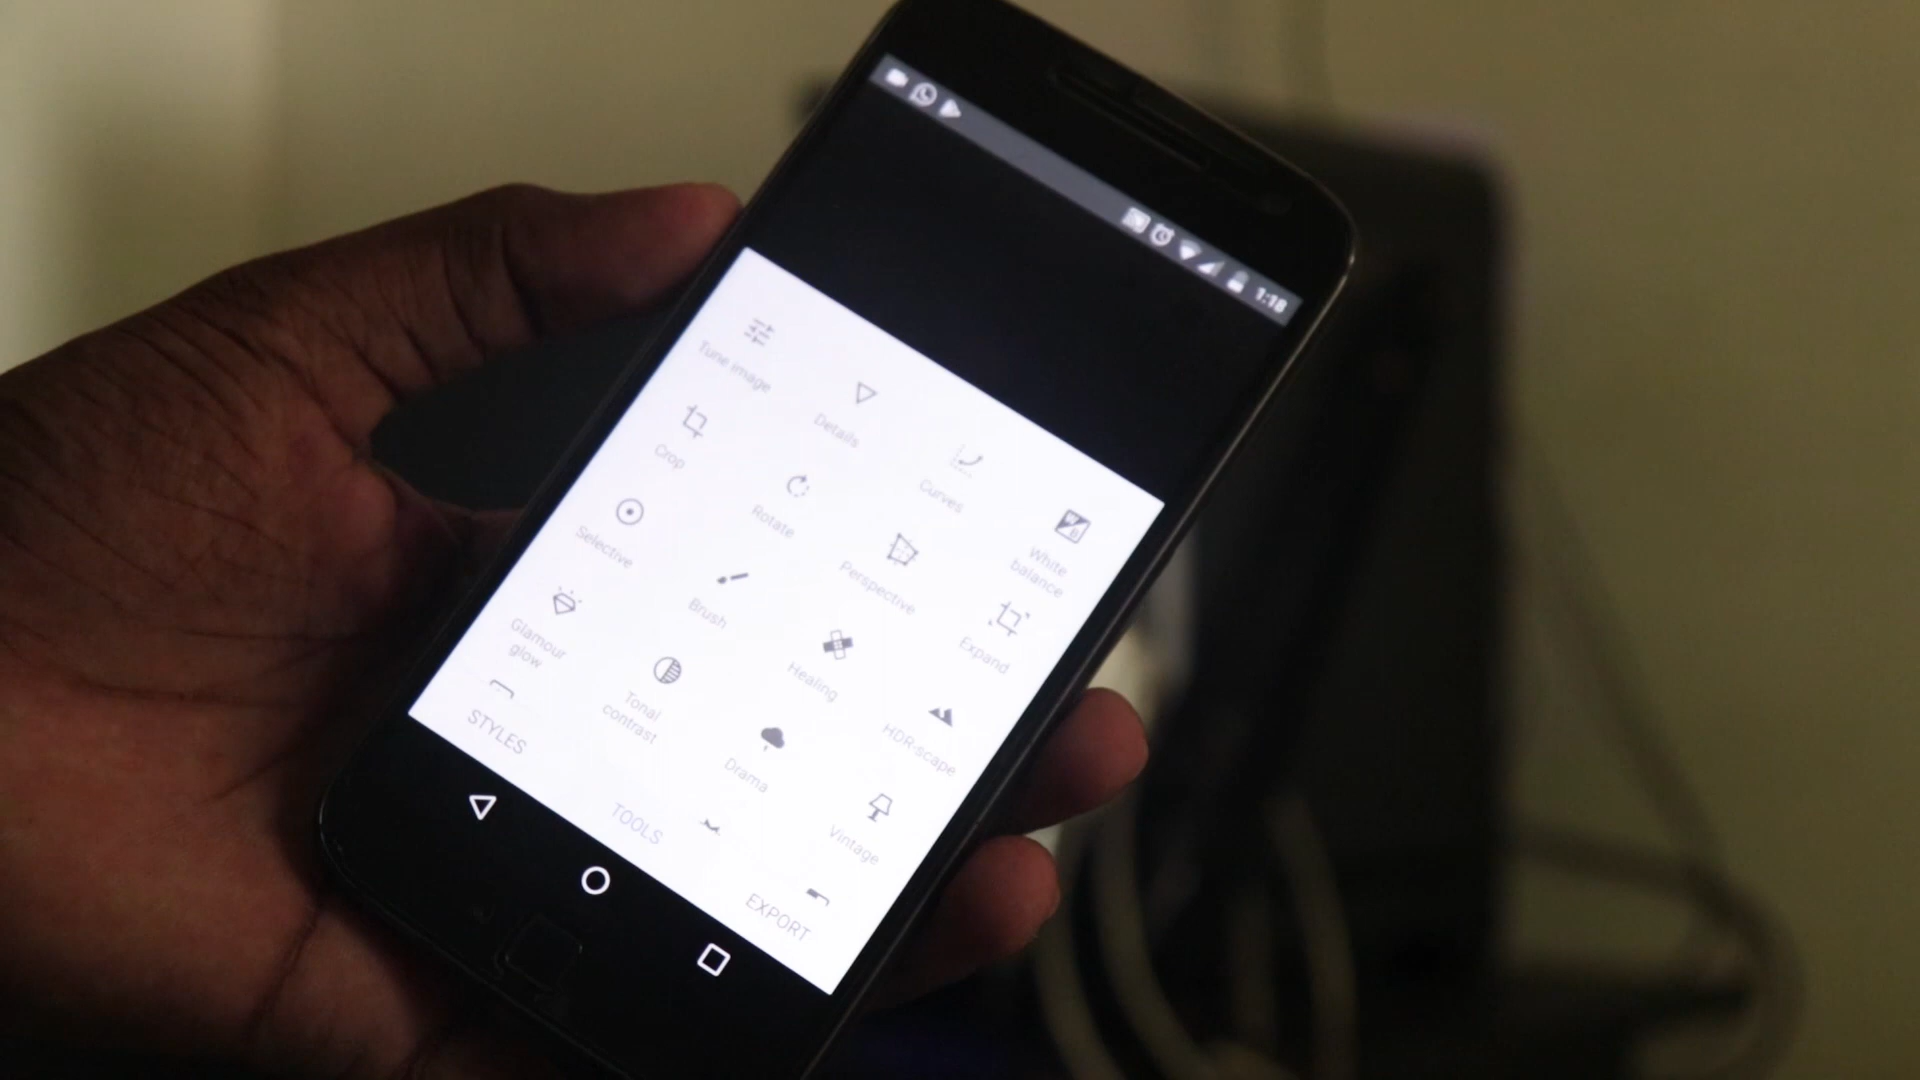 1:18
Tune image
Details
Curves
White
balance
Crop
Rotate
Perspective
Expand
Selective
Brush
Healing
HDR-scape
Glamour
glow
Tonal
contrast
Drama
Vintage
STYLES
TOOLS
EXPORT